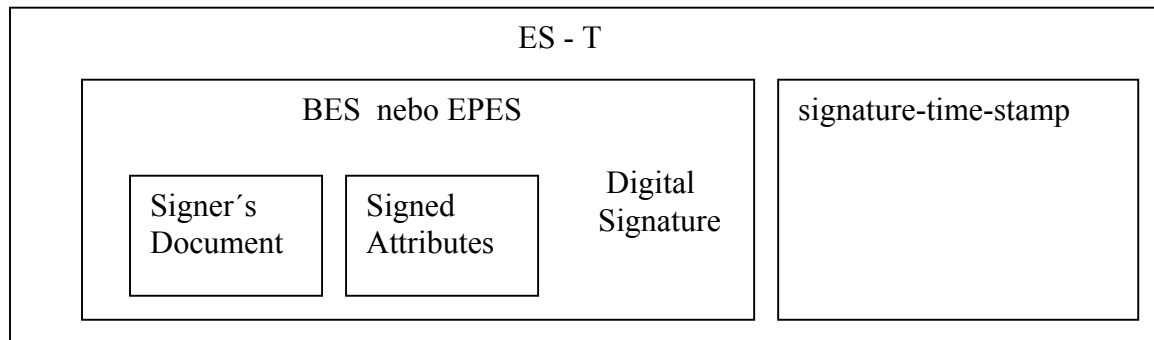 ES - T
BES nebo EPES
signature-time-stamp
Signer´s
Document
Signed
Attributes
Digital
Signature